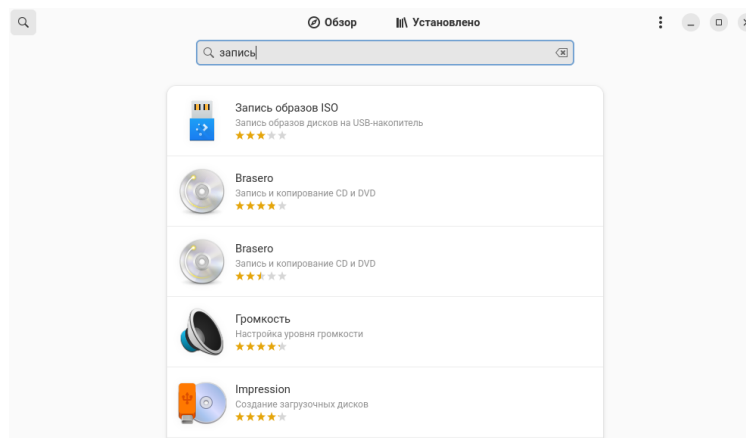 Обзор
Установлено
запись
Запись образов ISO
Запись образов дисков на USB-накопитель
Brasero
Запись и копирование CD и DVD
Brasero
Запись и копирование CD и DVD
Громкость
Настройка уровня громкости
Impression
Создание загрузочных дисков